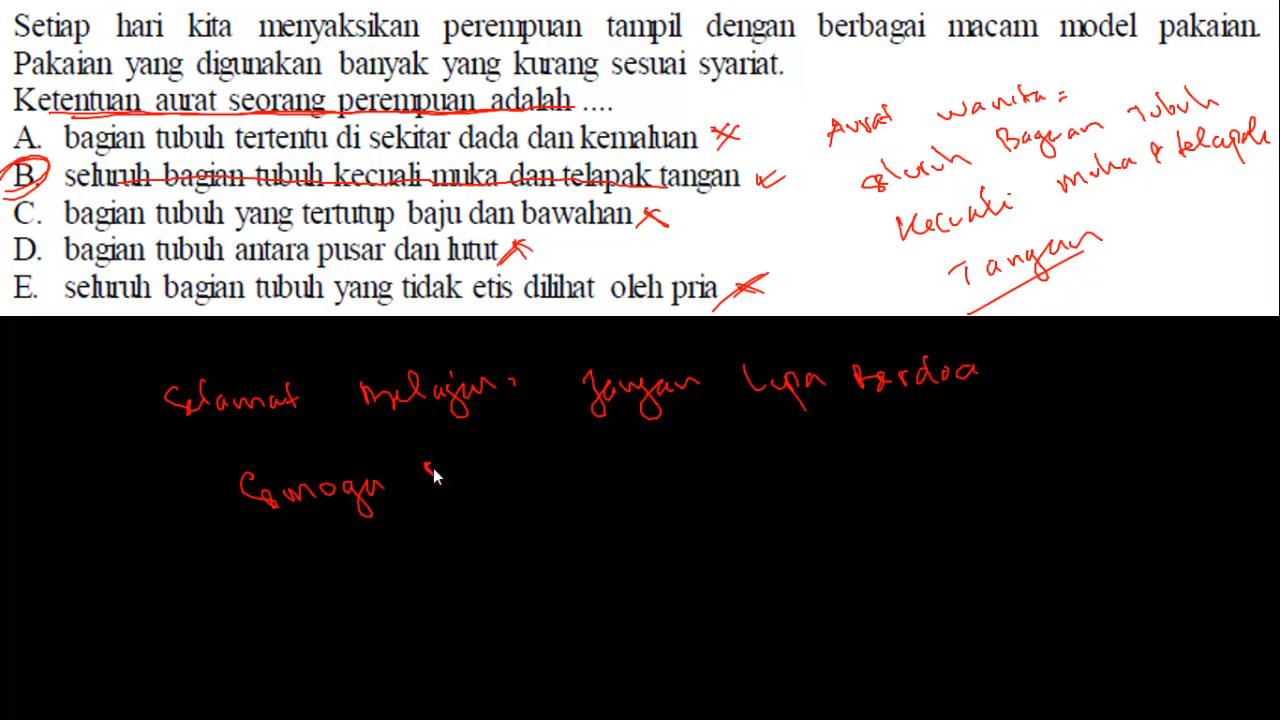 Setiap hari kita menyaksikan perempuan tampil dengan berbagai macam model pakaian.
Pakaian yang digunakan banyak yang kurang sesuai syariat.
Ketentuan aurat seorang perempuan adalah ....
A. bagian tubuh tertentu di sekitar dada dan kemaluan
B. seluruh bagian tubuh kecuali muka dan telapak tangan
C. bagian tubuh yang tertutup baju dan bawahan
D. bagian tubuh antara pusar dan lutut
E. seluruh bagian tubuh yang tidak etis dilihat oleh pria
Aurat wanita =
seluruh Bagian Tubuh
Kecuali muka & telapak
Tangan
Selamat Belajar, Jangan lupa Berdoa
Semoga